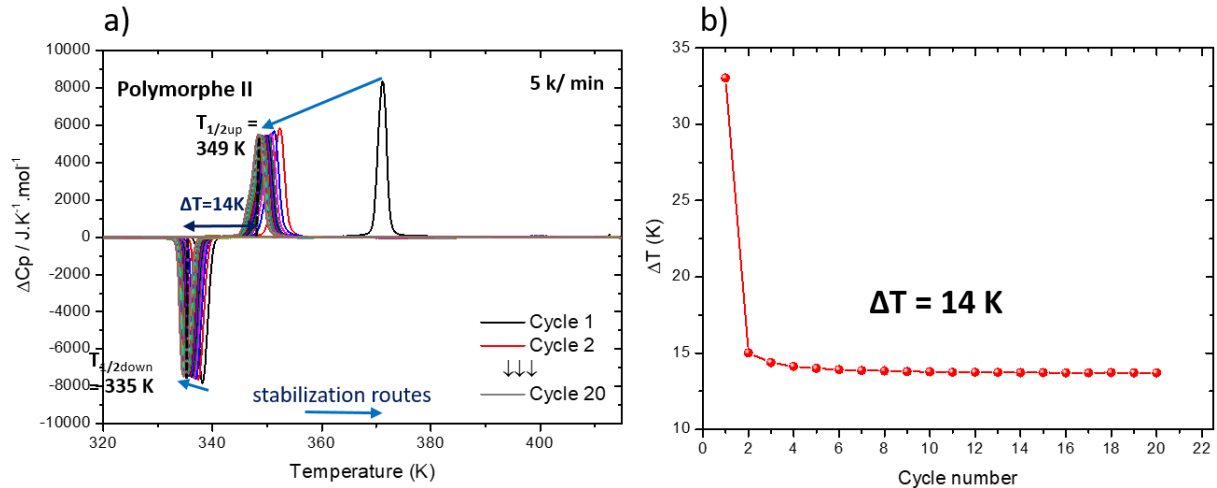 a)
10000
8000
6000
4000
2000
0
-2000
-4000
-6000
-8000
-10000
ΔCp / J.K⁻¹.mol⁻¹
Polymorphe II
5 k/ min
T1/2up =
349 K
ΔT=14K
T1/2down
= 335 K
Cycle 1
Cycle 2
↓↓↓
Cycle 20
stabilization routes
320 340 360 380 400
Temperature (K)
b)
35
30
25
20
15
10
ΔT (K)
ΔT = 14 K
0 2 4 6 8 10 12 14 16 18 20 22
Cycle number